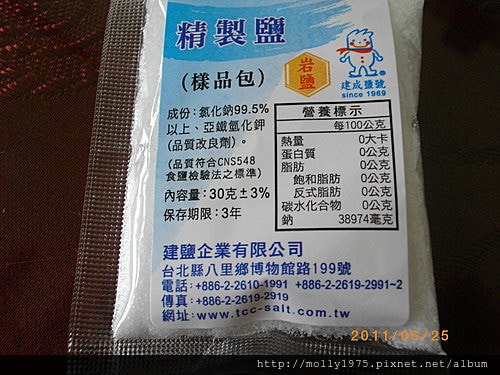 精製鹽
(樣品包)
岩鹽
建成鹽號
since 1969
成份：氯化鈉99.5%
以上、亞鐵氰化鉀
(品質改良劑)。
(品質符合CNS548
食鹽檢驗法之標準)
內容量：30克±3%
保存期限：3年
營養標示
每100公克
熱量 0大卡
蛋白質 0公克
脂肪 0公克
飽和脂肪 0公克
反式脂肪 0公克
碳水化合物 0公克
鈉 38974毫克
建鹽企業有限公司
台北縣八里鄉博物館路199號
電話：+886-2-2610-1991 +886-2-2619-2991~2
傳真：+886-2-2619-2919
網址：www.tcc-salt.com.tw
2011/06/25
http://molly1975.pixnet.net/album